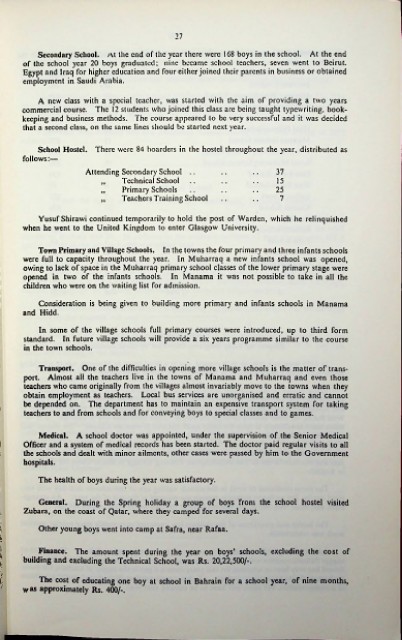 27
Secondary School. At the end of the year there were 168 boys in the school. At the end
of the school year 20 boys graduated; nine became school teachers, seven went to Beirut.
Egypt and Iraq for higher education and four either joined their parents in business or obtained
employment in Saudi Arabia.
A new class with a special teacher, was started with the aim of providing a two years
commercial course. The 12 students who joined this class are being taught typewriting, book-
keeping and business methods. The course appeared to be very successful and it was decided
that a second class, on the same lines should be started next year.
School Hostel. There were 84 boarders in the hostel throughout the year, distributed as
follows:—
Attending Secondary School .. .. .. 37
„ Technical School .. .. .. 15
„ Primary Schools .. .. .. 25
„ Teachers Training School .. .. 7
Yusuf Shirawi continued temporarily to hold the post of Warden, which he relinquished
when he went to the United Kingdom to enter Glasgow University.
Town Primary and Village Schools. In the towns the four primary and three infants schools
were full to capacity throughout the year. In Muharraq a new infants school was opened,
owing to lack of space in the Muharraq primary school classes of the lower primary stage were
opened in two of the infants schools. In Manama it was not possible to take in all the
children who were on the waiting list for admission.
Consideration is being given to building more primary and infants schools in Manama
and Hidd.
In some of the village schools full primary courses were introduced, up to third form
standard. In future village schools will provide a six years programme similar to the course
in the town schools.
Transport. One of the difficulties in opening more village schools is the matter of trans-
port. Almost all the teachers live in the towns of Manama and Muharraq and even those
teachers who came originally from the villages almost invariably move to the towns when they
obtain employment as teachers. Local bus services are unorganised and erratic and cannot
be depended on. The department has to maintain an expensive transport system for taking
teachers to and from schools and for conveying boys to special classes and to games.
Medical. A school doctor was appointed, under the supervision of the Senior Medical
Officer and a system of medical records has been started. The doctor paid regular visits to all
the schools and dealt with minor ailments, other cases were passed by him to the Government
hospitals.
The health of boys during the year was satisfactory.
General. During the Spring holiday a group of boys from the school hostel visited
Zubara, on the coast of Qatar, where they camped for several days.
Other young boys went into camp at Safra, near Rafaa.
Finance. The amount spent during the year on boys' schools, excluding the cost of
building and excluding the Technical School, was Rs. 20,22,500/-.
The cost of educating one boy at school in Bahrain for a school year, of nine months,
was approximately Rs. 400/-.